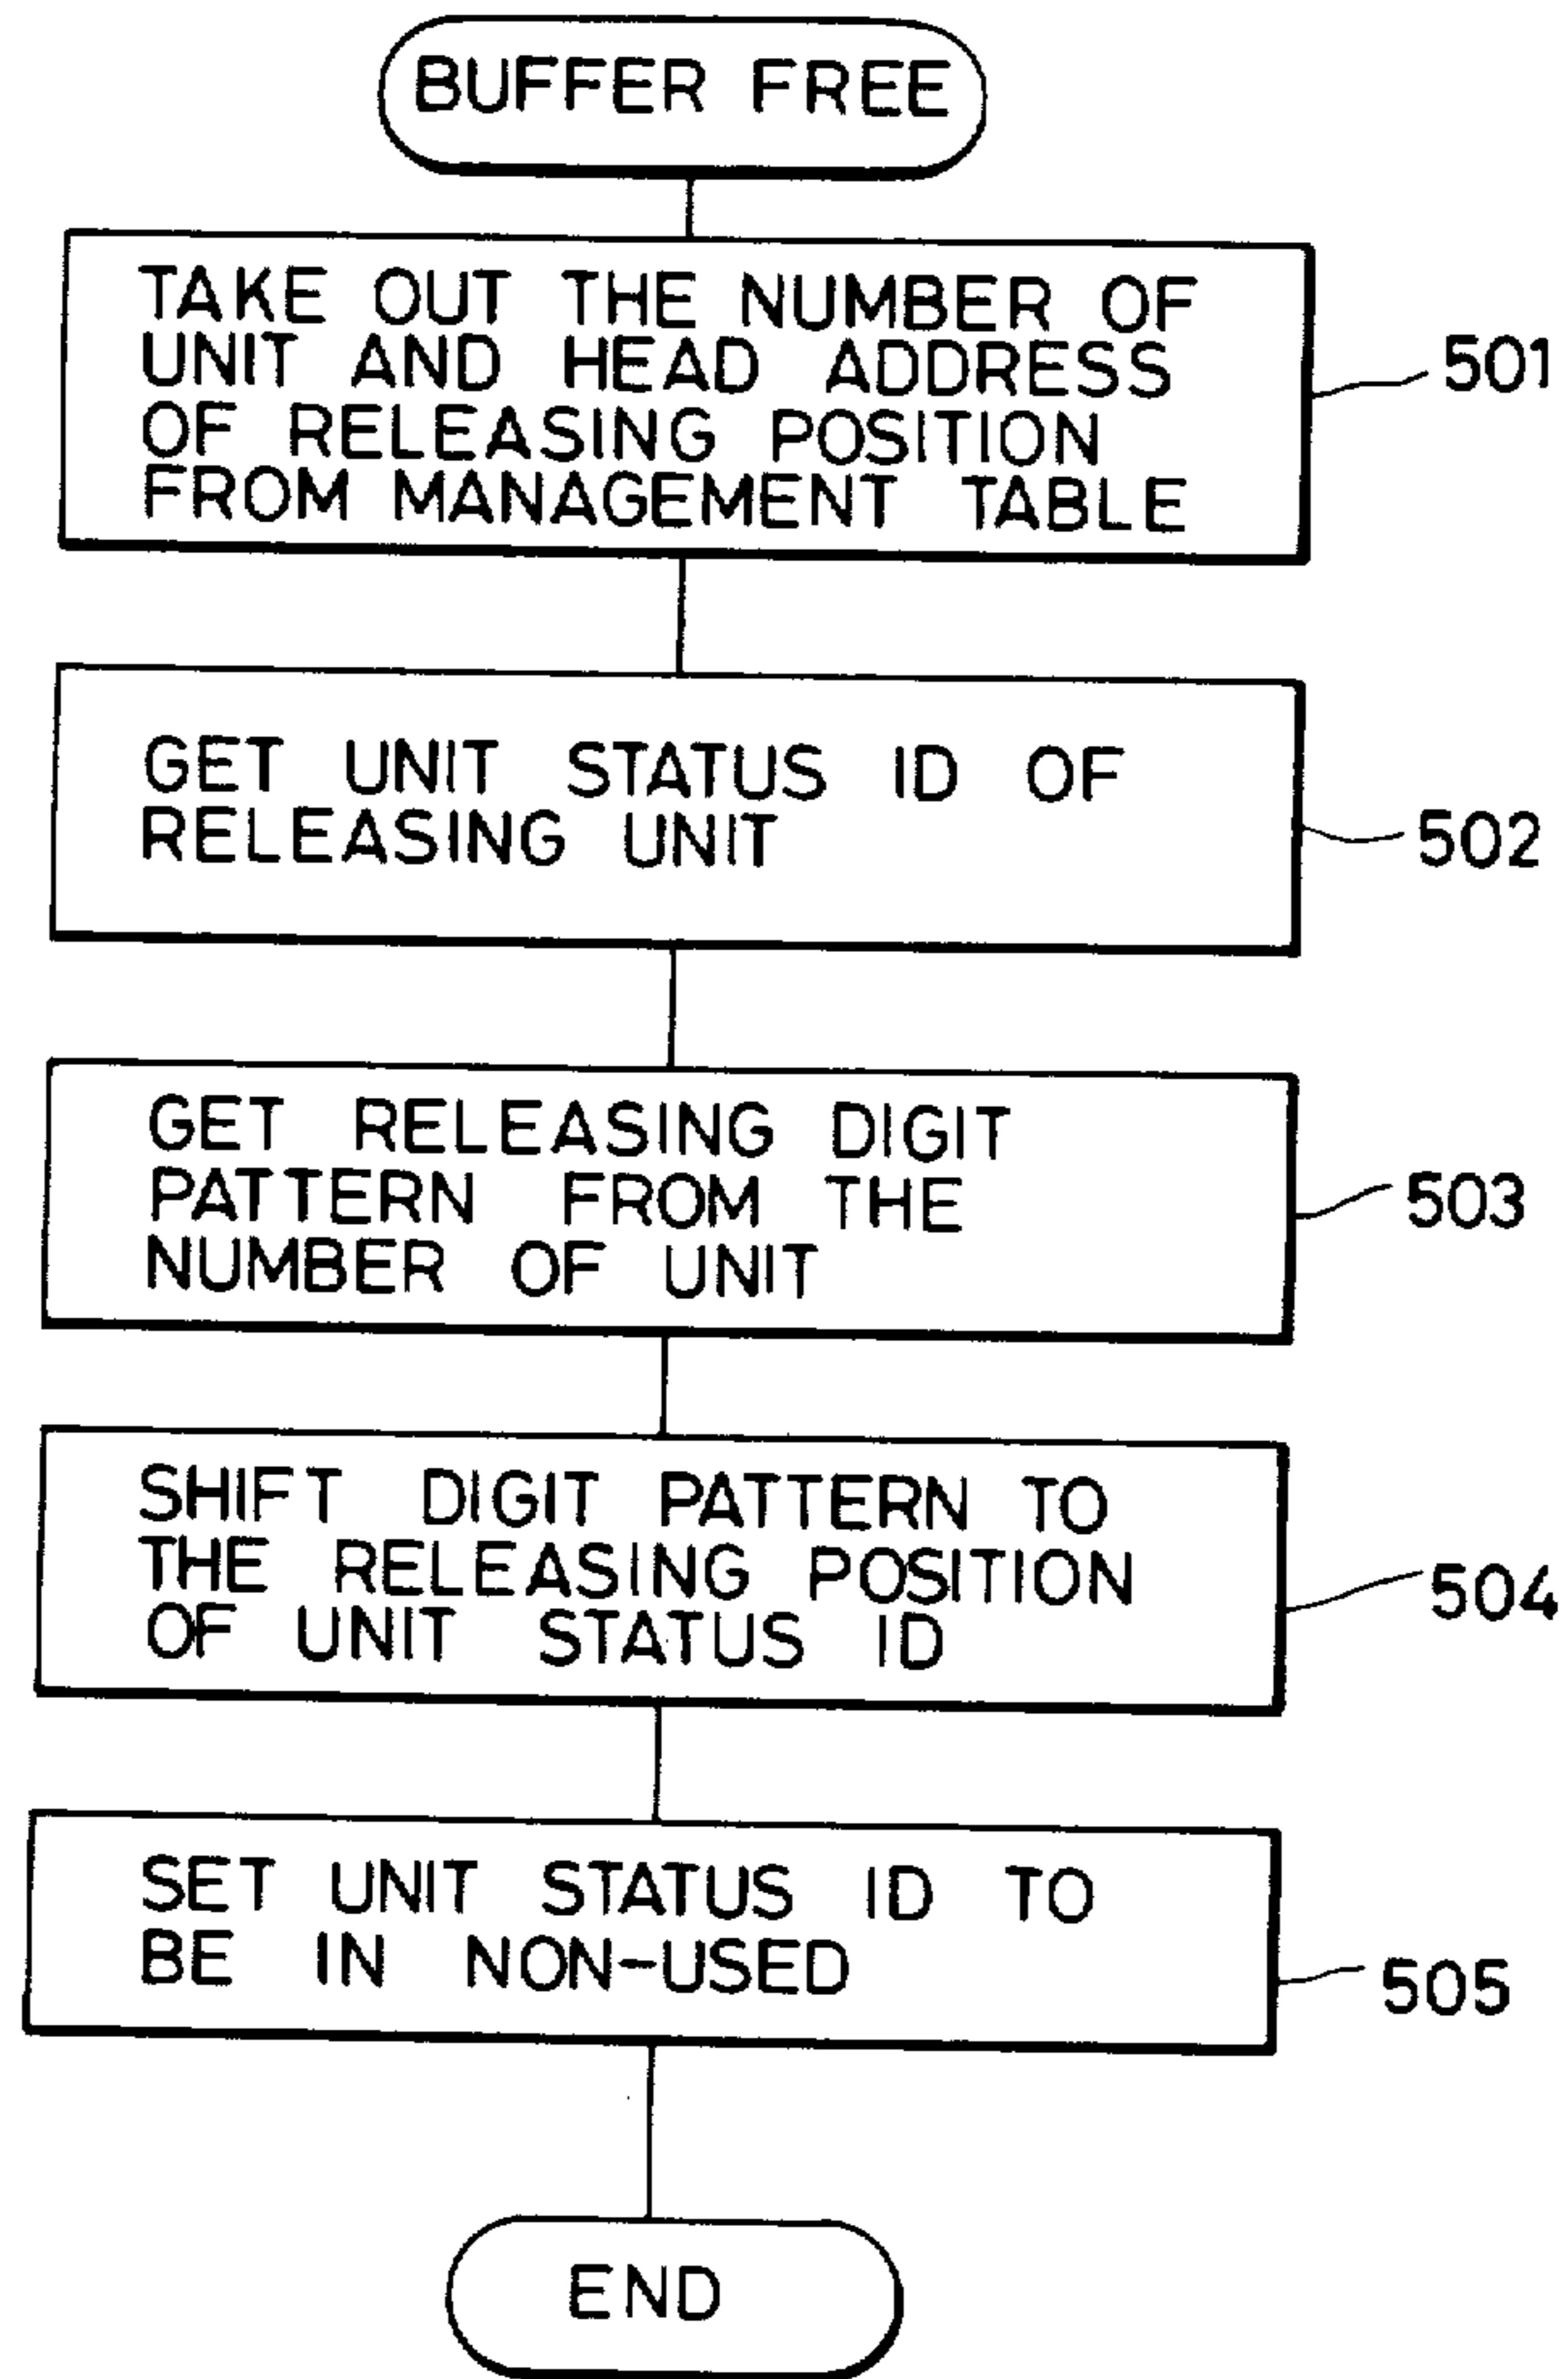 BUFFER FREE
TAKE OUT THE NUMBER OF
UNIT AND HEAD ADDRESS
OF RELEASING POSITION
FROM MANAGEMENT TABLE
501
GET UNIT STATUS ID OF
RELEASING UNIT
502
GET RELEASING DIGIT
PATTERN FROM THE
NUMBER OF UNIT
503
SHIFT DIGIT PATTERN TO
THE RELEASING POSITION
OF UNIT STATUS ID
504
SET UNIT STATUS ID TO
BE IN NON-USED
505
END